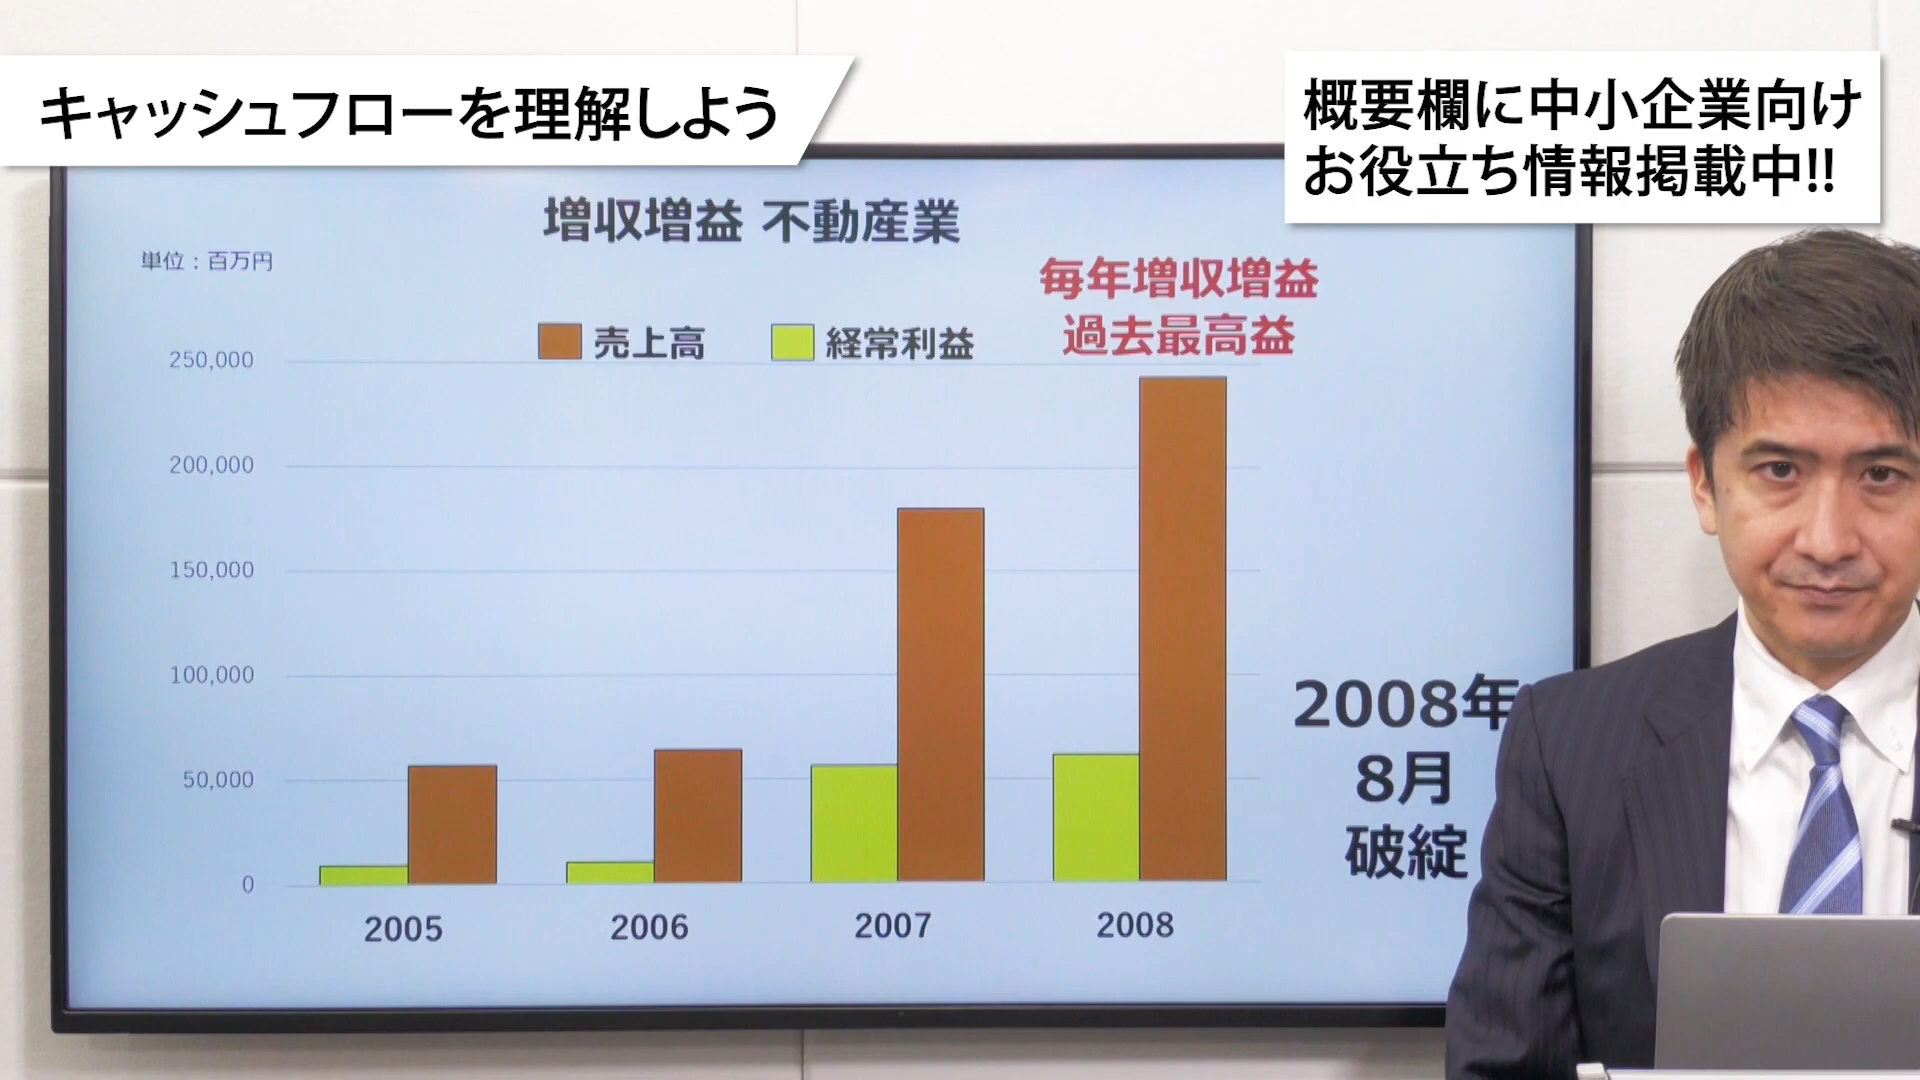 キャッシュフローを理解しよう
概要欄に中小企業向け
お役立ち情報掲載中!!
増収増益 不動産業
単位：百万円
毎年増収増益
過去最高益
売上高
経常利益
250,000
200,000
150,000
100,000
50,000
0
2005
2006
2007
2008
2008年
8月
破綻